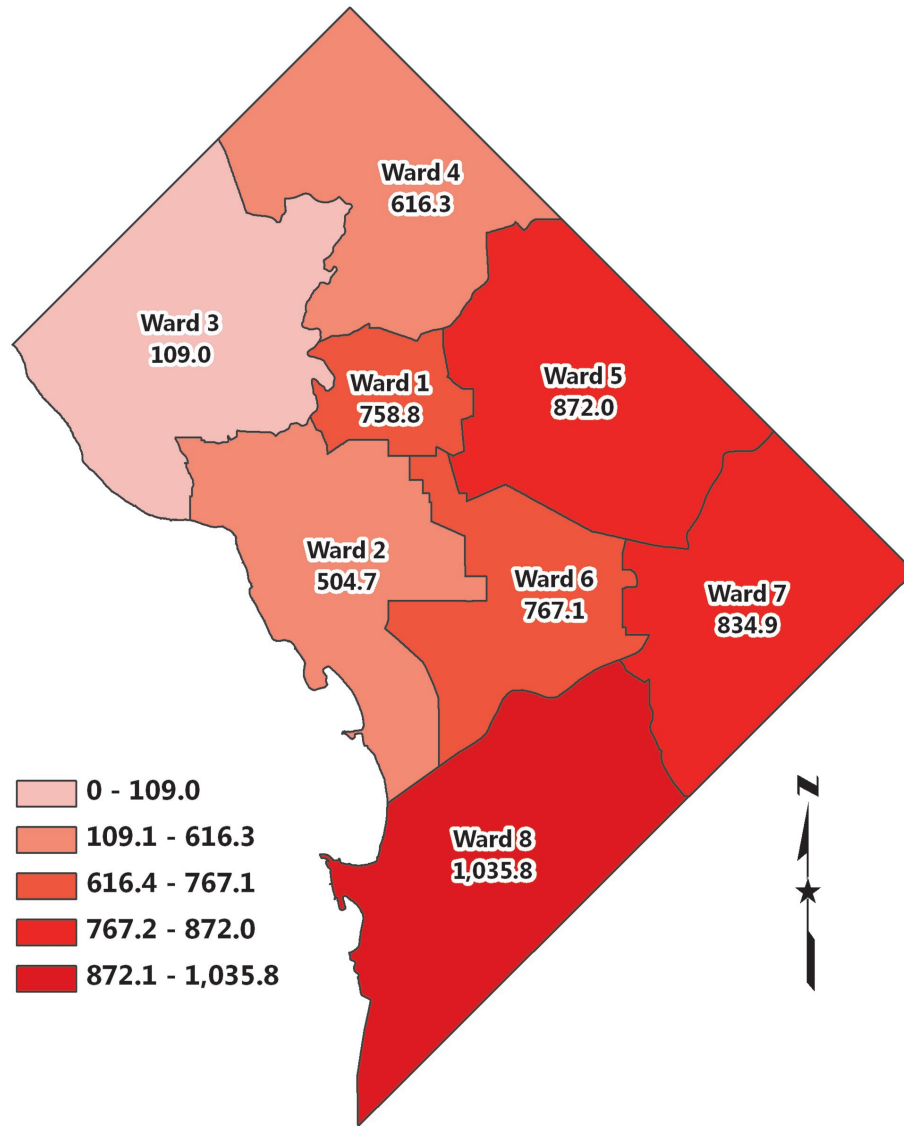 Ward 4
616.3
Ward 3
109.0
Ward 1
758.8
Ward 5
872.0
Ward 2
504.7
Ward 6
767.1
Ward 7
834.9
Ward 8
1,035.8
0 - 109.0
109.1 - 616.3
616.4 - 767.1
767.2 - 872.0
872.1 - 1,035.8
N